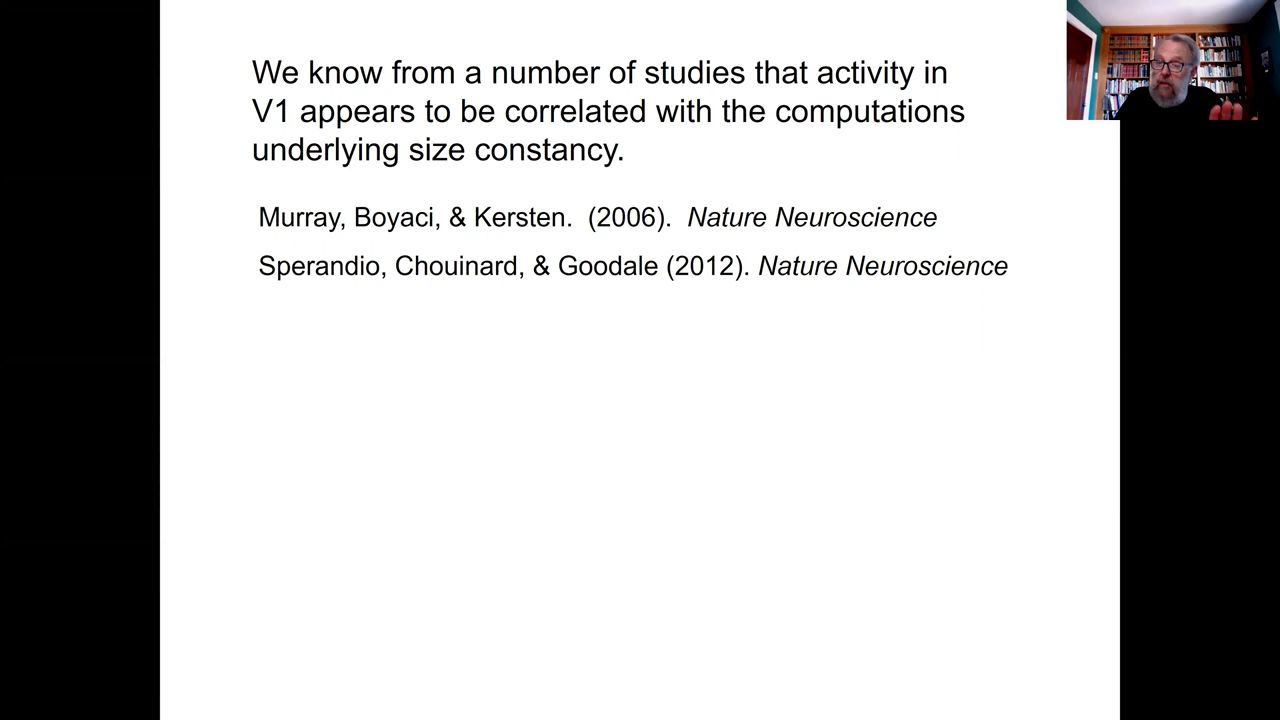 We know from a number of studies that activity in
V1 appears to be correlated with the computations
underlying size constancy.
Murray, Boyaci, & Kersten.  (2006).  Nature Neuroscience
Sperandio, Chouinard, & Goodale (2012). Nature Neuroscience